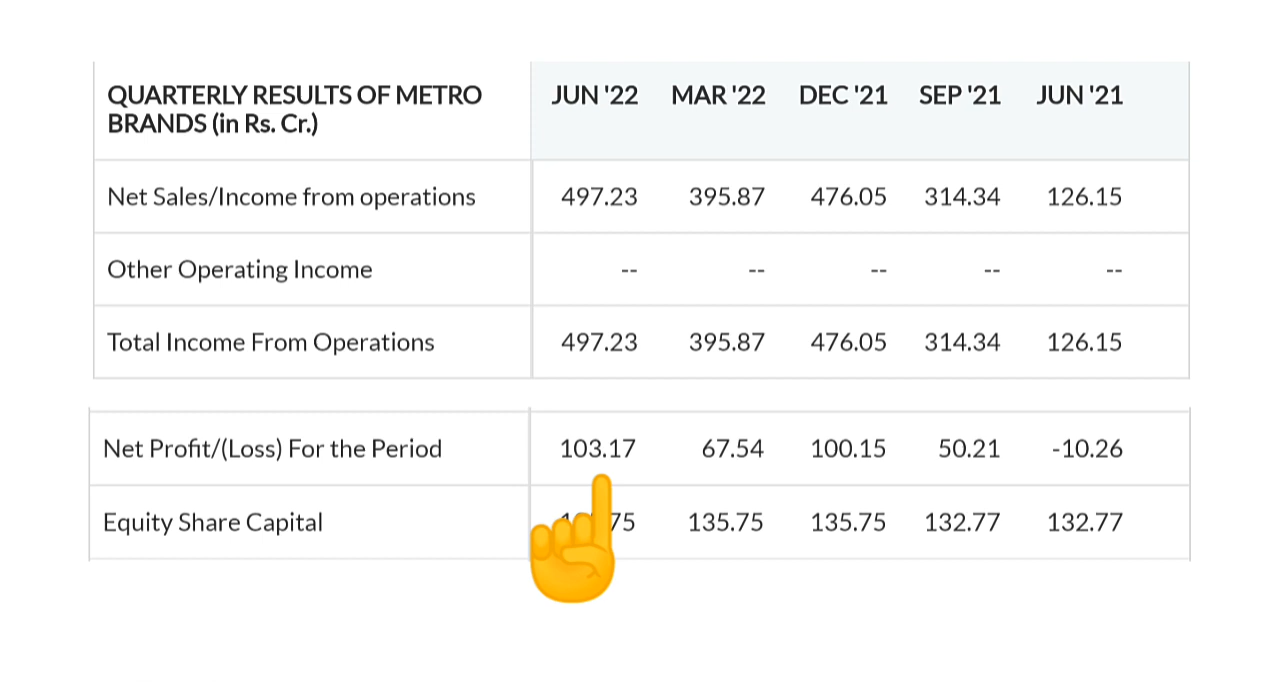 QUARTERLY RESULTS OF METRO BRANDS (in Rs. Cr.) JUN '22 MAR '22 DEC '21 SEP '21 JUN '21
Net Sales/Income from operations 497.23 395.87 476.05 314.34 126.15
Other Operating Income -- -- -- -- --
Total Income From Operations 497.23 395.87 476.05 314.34 126.15
Net Profit/(Loss) For the Period 103.17 67.54 100.15 50.21 -10.26
Equity Share Capital 135.75 135.75 132.77 132.77